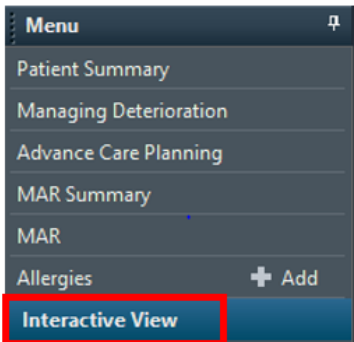 Menu
Patient Summary
Managing Deterioration
Advance Care Planning
MAR Summary
MAR
Allergies Add
Interactive View